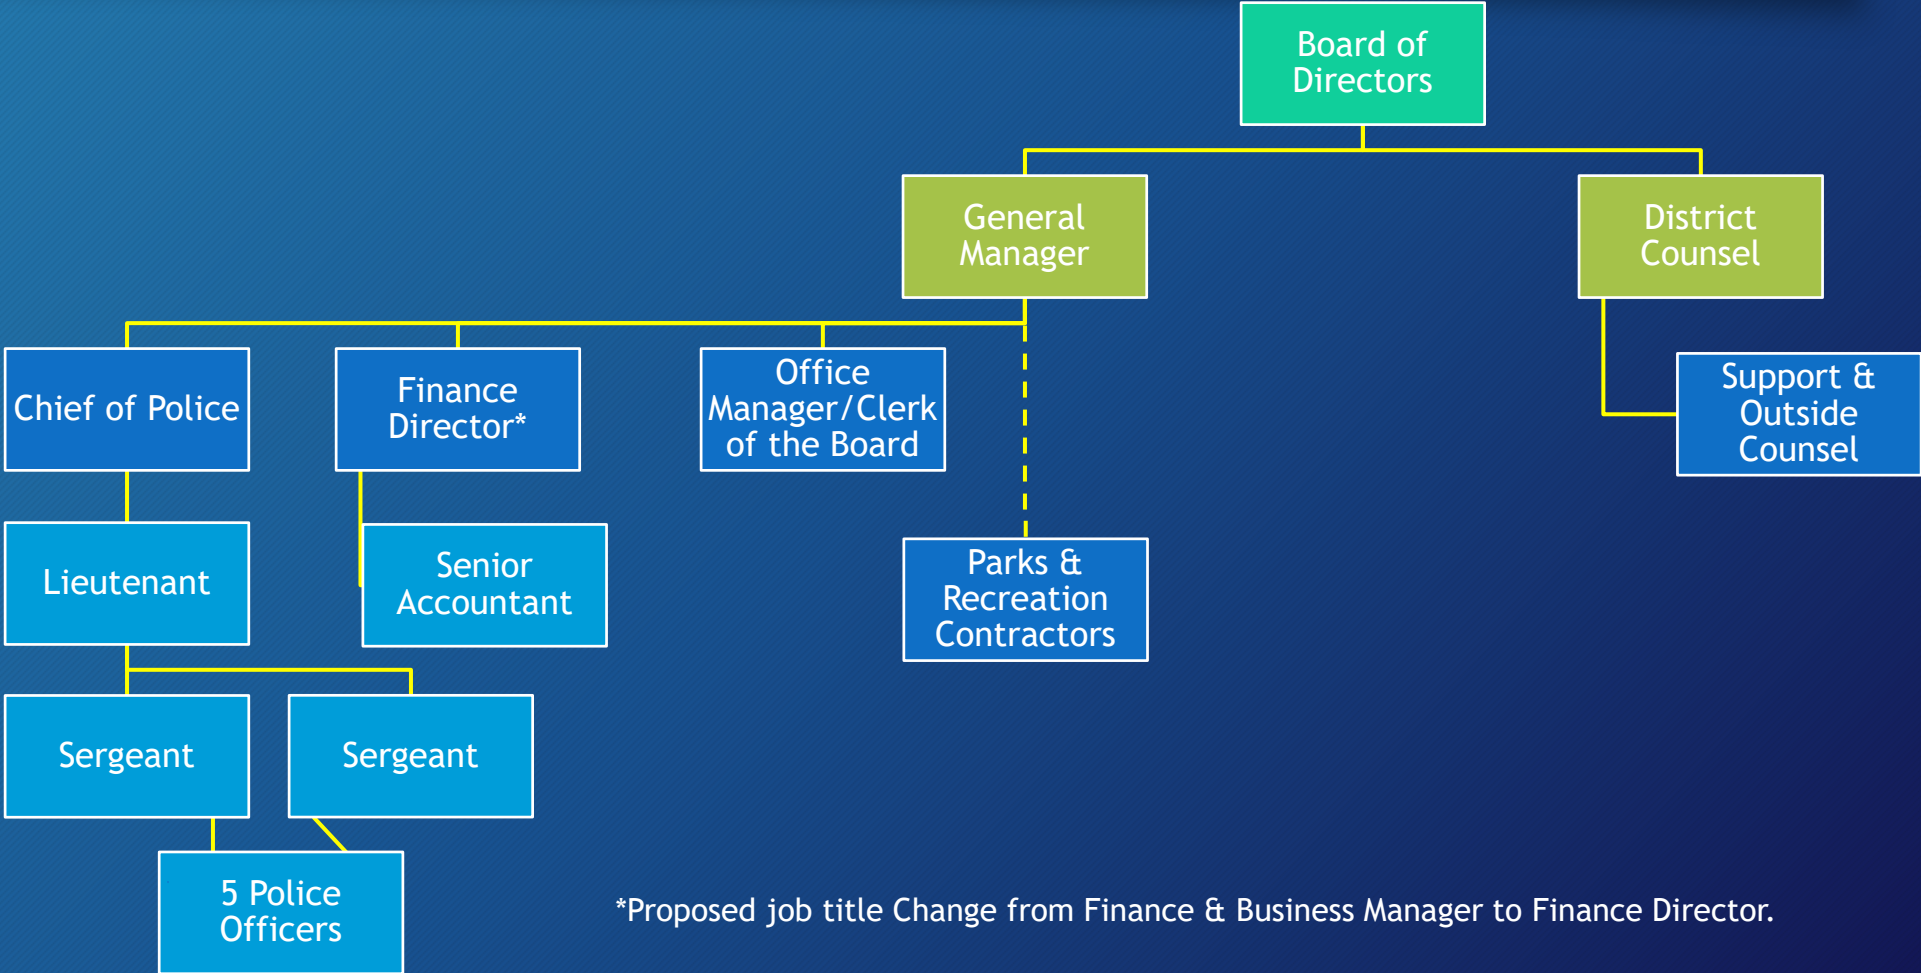 Board of
Directors
General
Manager
District
Counsel
Chief of Police
Finance
Director*
Office
Manager/Clerk
of the Board
Support &
Outside
Counsel
Lieutenant
Senior
Accountant
Parks &
Recreation
Contractors
Sergeant
Sergeant
5 Police
Officers
*Proposed job title Change from Finance & Business Manager to Finance Director.